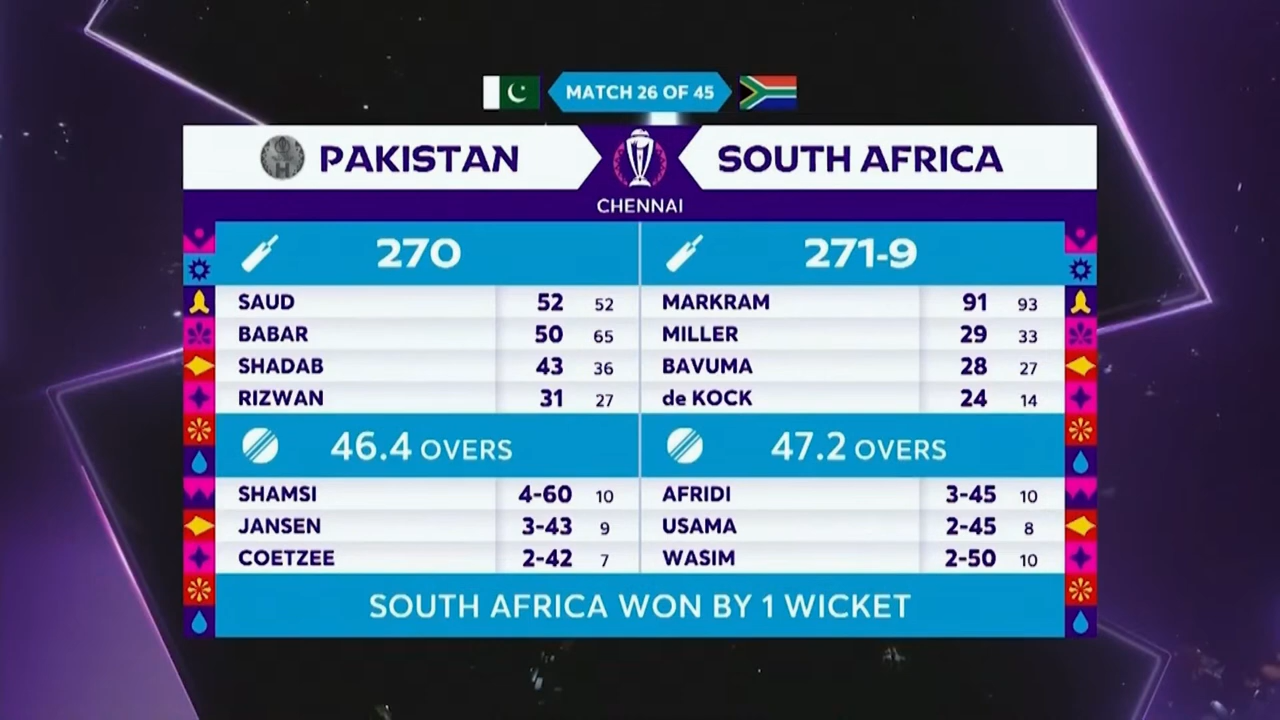 MATCH 26 OF 45
PAKISTAN SOUTH AFRICA
CHENNAI
270 271-9
SAUD 52 52 MARKRAM 91 93
BABAR 50 65 MILLER 29 33
SHADAB 43 36 BAVUMA 28 27
RIZWAN 31 27 de KOCK 24 14
46.4 OVERS 47.2 OVERS
SHAMSI 4-60 10 AFRIDI 3-45 10
JANSEN 3-43 9 USAMA 2-45 8
COETZEE 2-42 7 WASIM 2-50 10
SOUTH AFRICA WON BY 1 WICKET